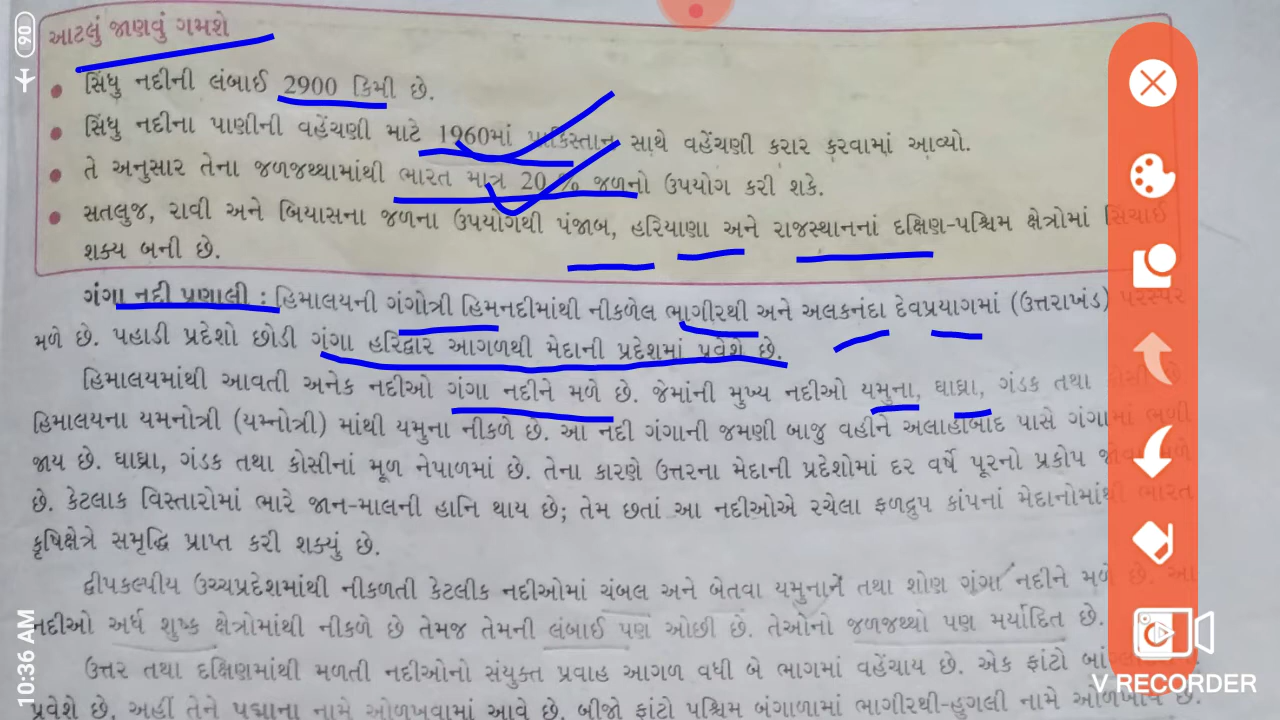 આટલું જાણવું ગમશે
• સિંધુ નદીની લંબાઈ 2900 કિમી છે.
• સિંધુ નદીના પાણીની વહેંચણી માટે 1960માં પાકિસ્તાન સાથે વહેંચણી કરાર કરવામાં આવ્યો.
• તે અનુસાર તેના જળજથ્થામાંથી ભારત માત્ર 20 % જળનો ઉપયોગ કરી શકે.
• સતલુજ, રાવી અને બિયાસના જળના ઉપયોગથી પંજાબ, હરિયાણા અને રાજસ્થાનનાં દક્ષિણ-પશ્ચિમ ક્ષેત્રોમાં સિંચાઈ
શક્ય બની છે.
ગંગા નદી પ્રણાલી : હિમાલયની ગંગોત્રી હિમનદીમાંથી નીકળેલ ભાગીરથી અને અલકનંદા દેવપ્રયાગમાં (ઉત્તરાખંડ) પરસ્પર
મળે છે. પહાડી પ્રદેશો છોડી ગંગા હરિદ્વાર આગળથી મેદાની પ્રદેશમાં પ્રવેશે છે.
હિમાલયમાંથી આવતી અનેક નદીઓ ગંગા નદીને મળે છે. જેમાંની મુખ્ય નદીઓ યમુના, ઘાઘ્રા, ગંડક તથા કોસી છે.
હિમાલયના યમનોત્રી (યમ્નોત્રી) માંથી યમુના નીકળે છે. આ નદી ગંગાની જમણી બાજુ વહીને અલાહાબાદ પાસે ગંગામાં ભળી
જાય છે. ઘાઘ્રા, ગંડક તથા કોસીનાં મૂળ નેપાળમાં છે. તેના કારણે ઉત્તરના મેદાની પ્રદેશોમાં દર વર્ષે પૂરનો પ્રકોપ જોવા મળે
છે. કેટલાક વિસ્તારોમાં ભારે જાન-માલની હાનિ થાય છે; તેમ છતાં આ નદીઓએ રચેલા ફળદ્રુપ કાંપનાં મેદાનોમાંથી ભારત
કૃષિક્ષેત્રે સમૃદ્ધિ પ્રાપ્ત કરી શક્યું છે.
દ્વીપકલ્પીય ઉચ્ચપ્રદેશમાંથી નીકળતી કેટલીક નદીઓમાં ચંબલ અને બેતવા યમુનાને તથા શોણ ગંગા નદીને મળે છે. આ
નદીઓ અર્ધ શુષ્ક ક્ષેત્રોમાંથી નીકળે છે તેમજ તેમની લંબાઈ પણ ઓછી છે. તેઓનો જળજથ્થો પણ મર્યાદિત છે.
ઉત્તર તથા દક્ષિણમાંથી મળતી નદીઓનો સંયુક્ત પ્રવાહ આગળ વધી બે ભાગમાં વહેંચાય છે. એક ફાંટો
પ્રવેશે છે. અહીં તેને પદ્માના નામે ઓળખવામાં આવે છે. બીજો ફાંટો પશ્ચિમ બંગાળામાં ભાગીરથી-હુગલી નામે ઓળખાય છે.
90
10:36 AM
V RECORDER